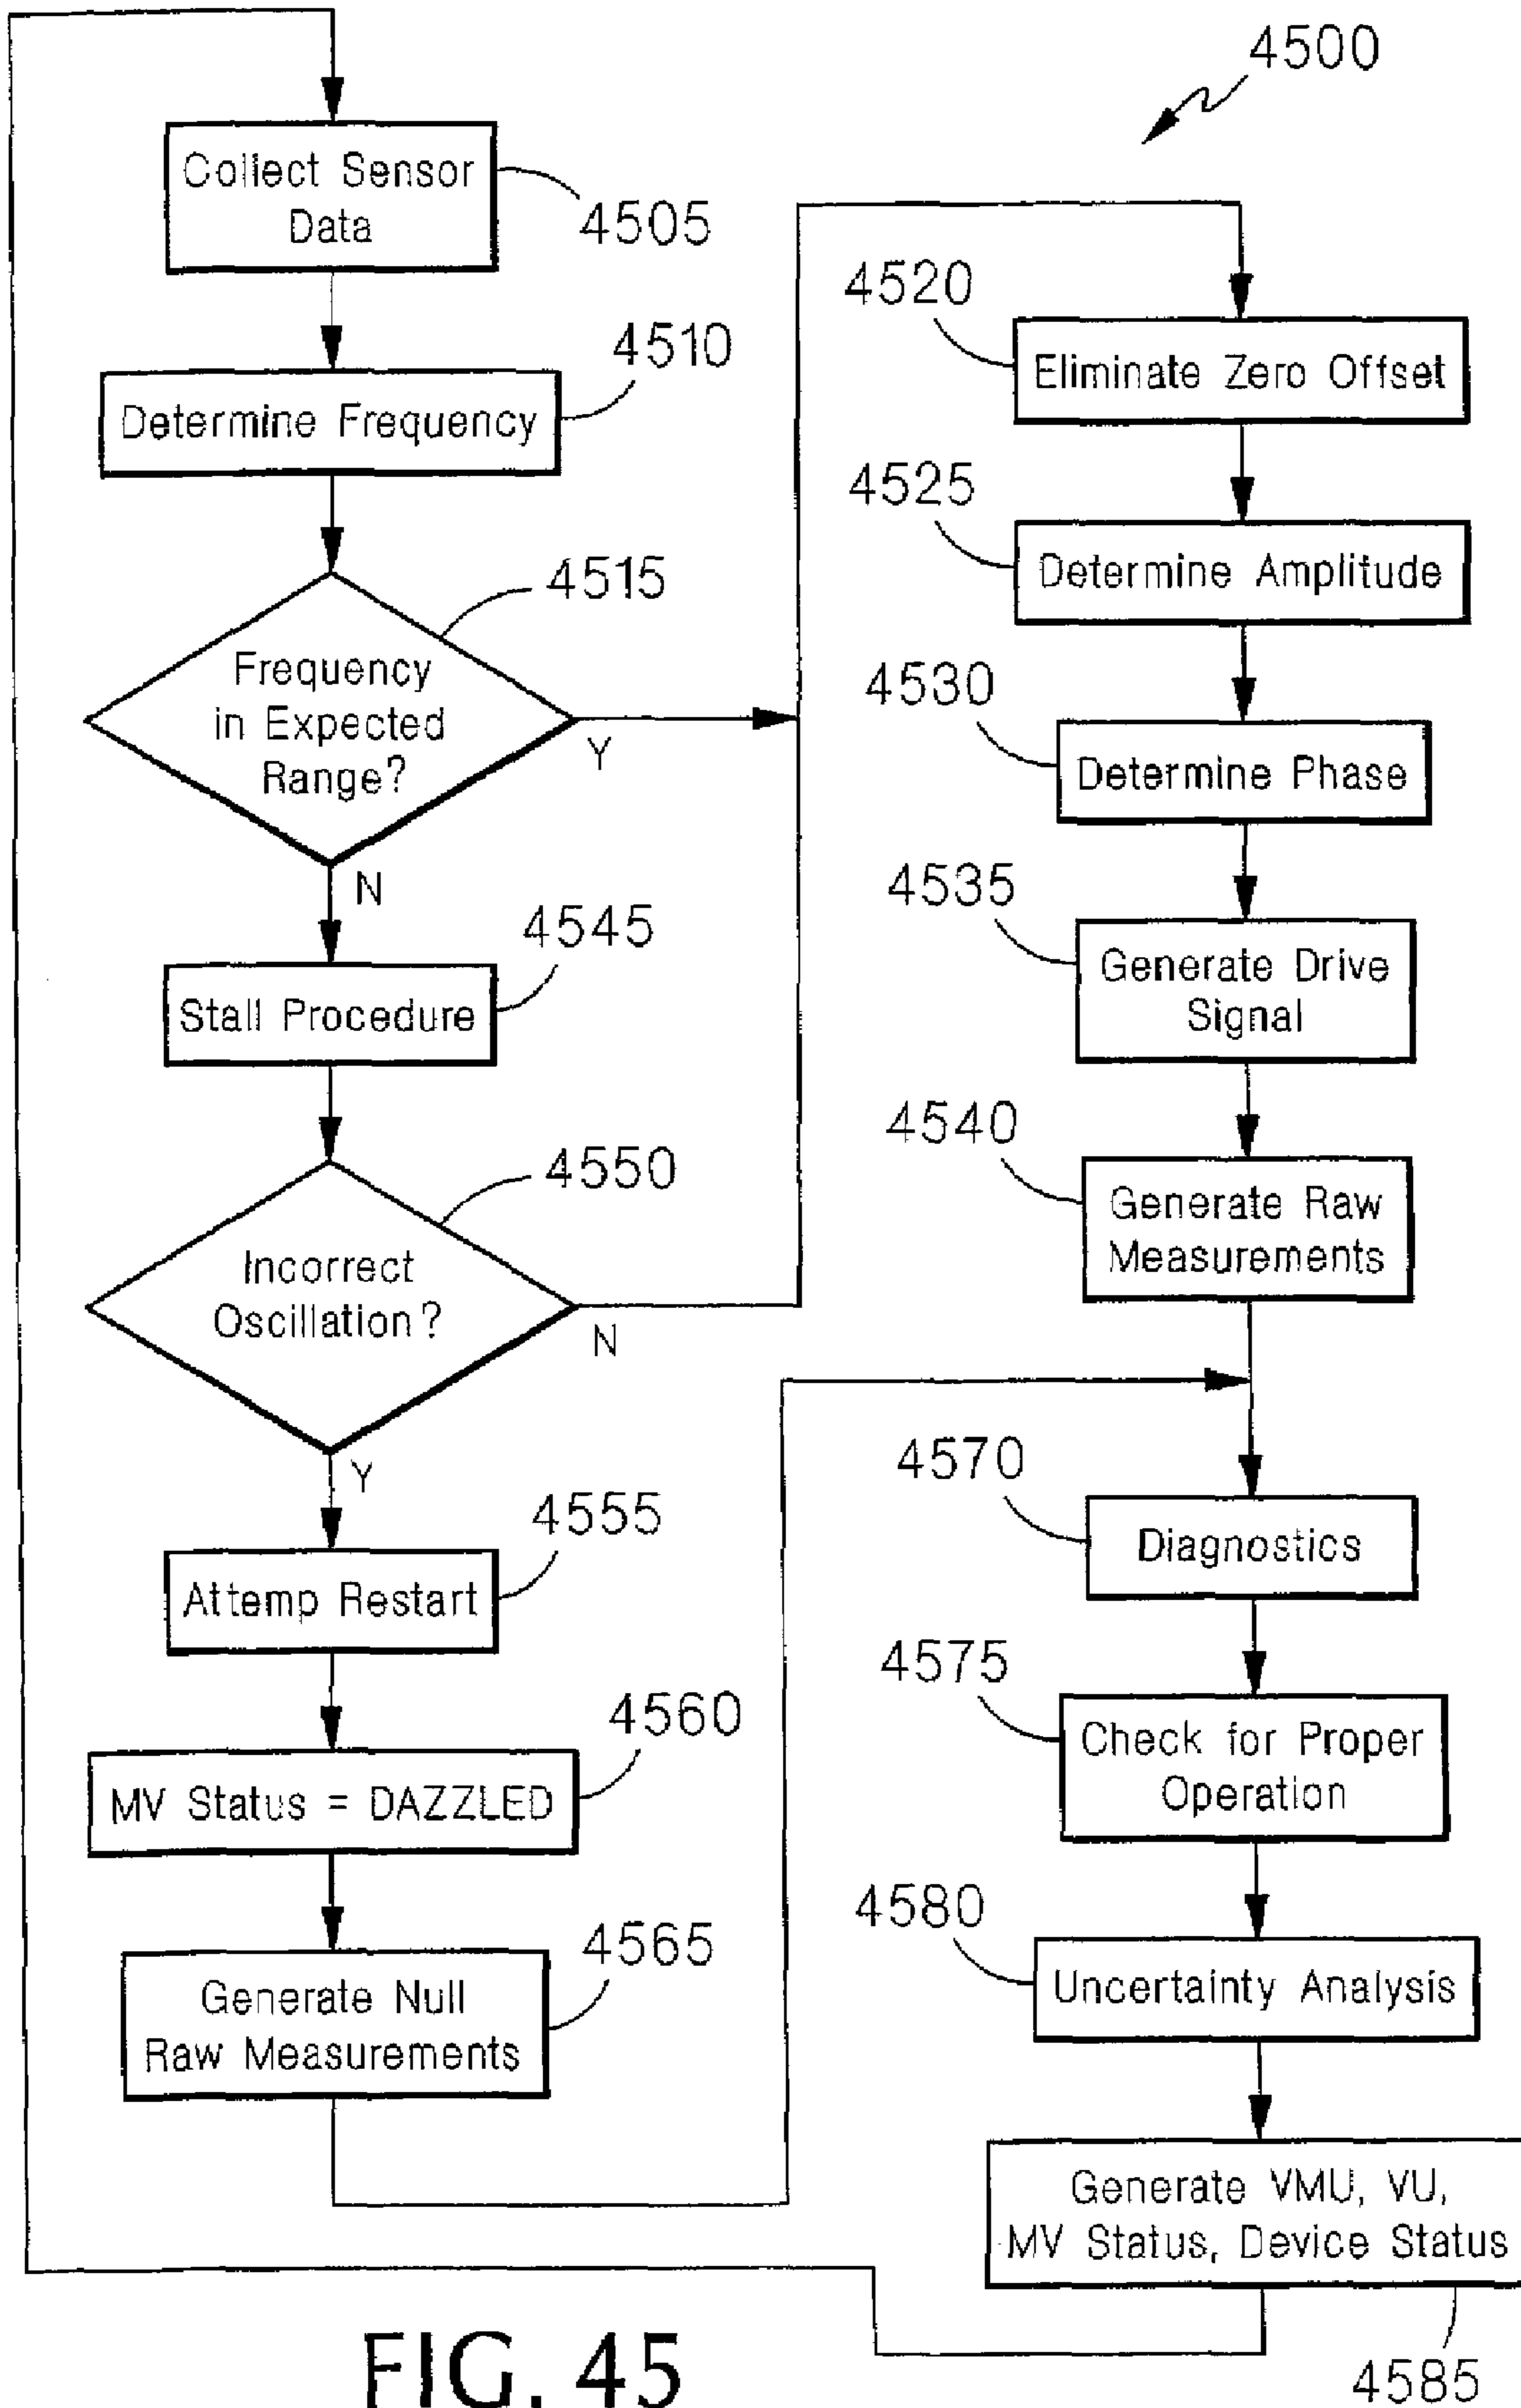 4500
Collect Sensor
Data
4505
4510
Determine Frequency
4515
Frequency
in Expected
Range?
Y
N
4545
Stall Procedure
4550
Incorrect
Oscillation?
N
Y
4555
Attemp Restart
4560
MV Status = DAZZLED
4565
Generate Null
Raw Measurements
4520
Eliminate Zero Offset
4525
Determine Amplitude
4530
Determine Phase
4535
Generate Drive
Signal
4540
Generate Raw
Measurements
4570
Diagnostics
4575
Check for Proper
Operation
4580
Uncertainty Analysis
Generate VMU, VU,
MV Status, Device Status
4585
FIG. 45